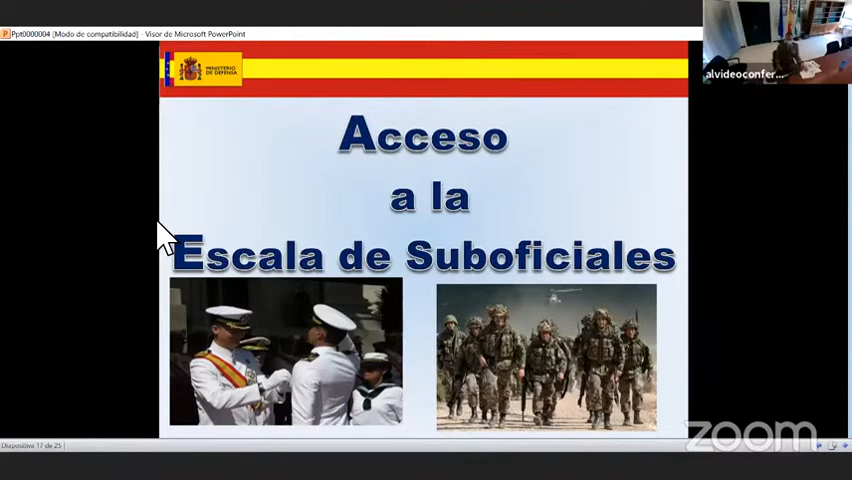 Ppt0000004 [Modo de compatibilidad] - Visor de Microsoft PowerPoint
alvideoconfer...
MINISTERIO
DE DEFENSA
Acceso
a la
Escala de Suboficiales
Diapositiva 17 de 25
zoom